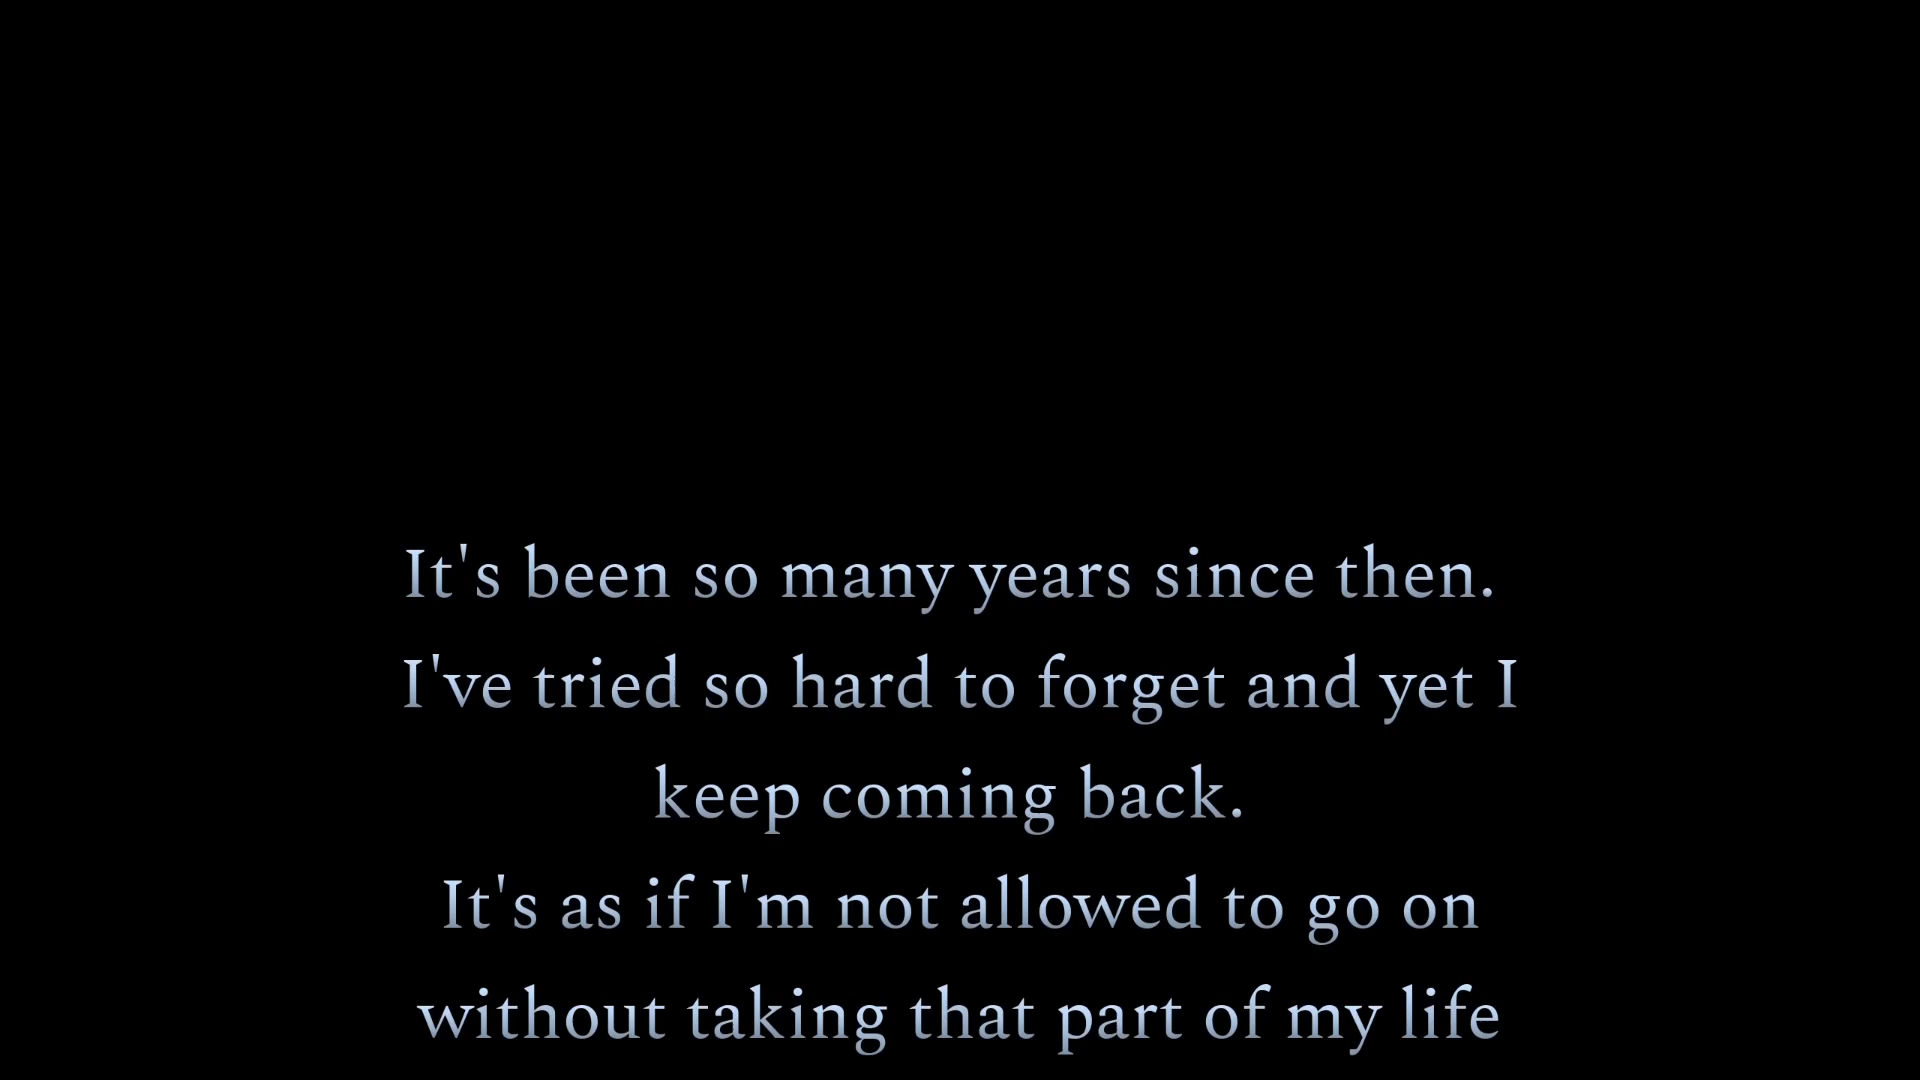 It's been so many years since then.
I've tried so hard to forget and yet I
keep coming back.
It's as if I'm not allowed to go on
without taking that part of my life